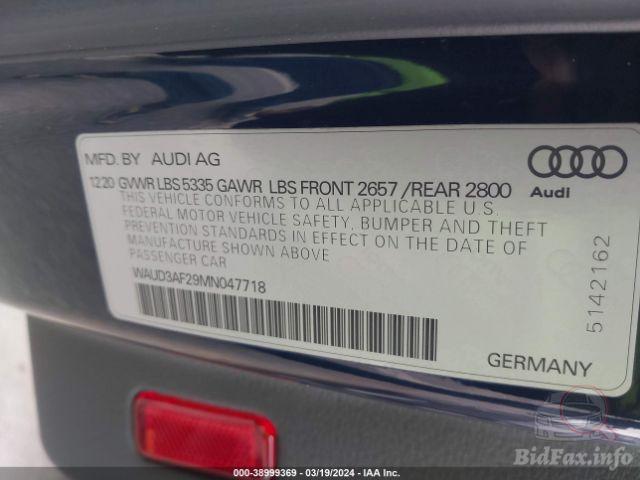 MFD. BY AUDI AG
12.20 GVWR LBS 5335 GAWR LBS FRONT 2657 /REAR 2800
THIS VEHICLE CONFORMS TO ALL APPLICABLE U.S.
FEDERAL MOTOR VEHICLE SAFETY, BUMPER AND THEFT
PREVENTION STANDARDS IN EFFECT ON THE DATE OF
MANUFACTURE SHOWN ABOVE
PASSENGER CAR
WAUD3AF29MN047718
Audi
5142162
GERMANY
BidFax.info
000-38999369 | 03/19/2024 - IAA Inc.